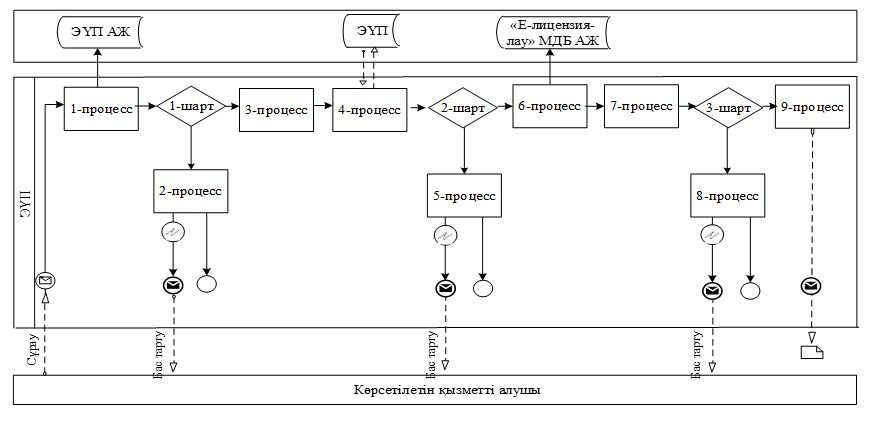 ЭҮП АЖ
ЭҮП
«Е-лицензия-
лау» МДБ АЖ
1-процесс
1-шарт
3-процесс
4-процесс
2-шарт
6-процесс
7-процесс
3-шарт
9-процесс
2-процесс
5-процесс
8-процесс
ЭҮП
Сұрау
Бас тарту
Бас тарту
Бас тарту
Көрсетілетін қызметті алушы